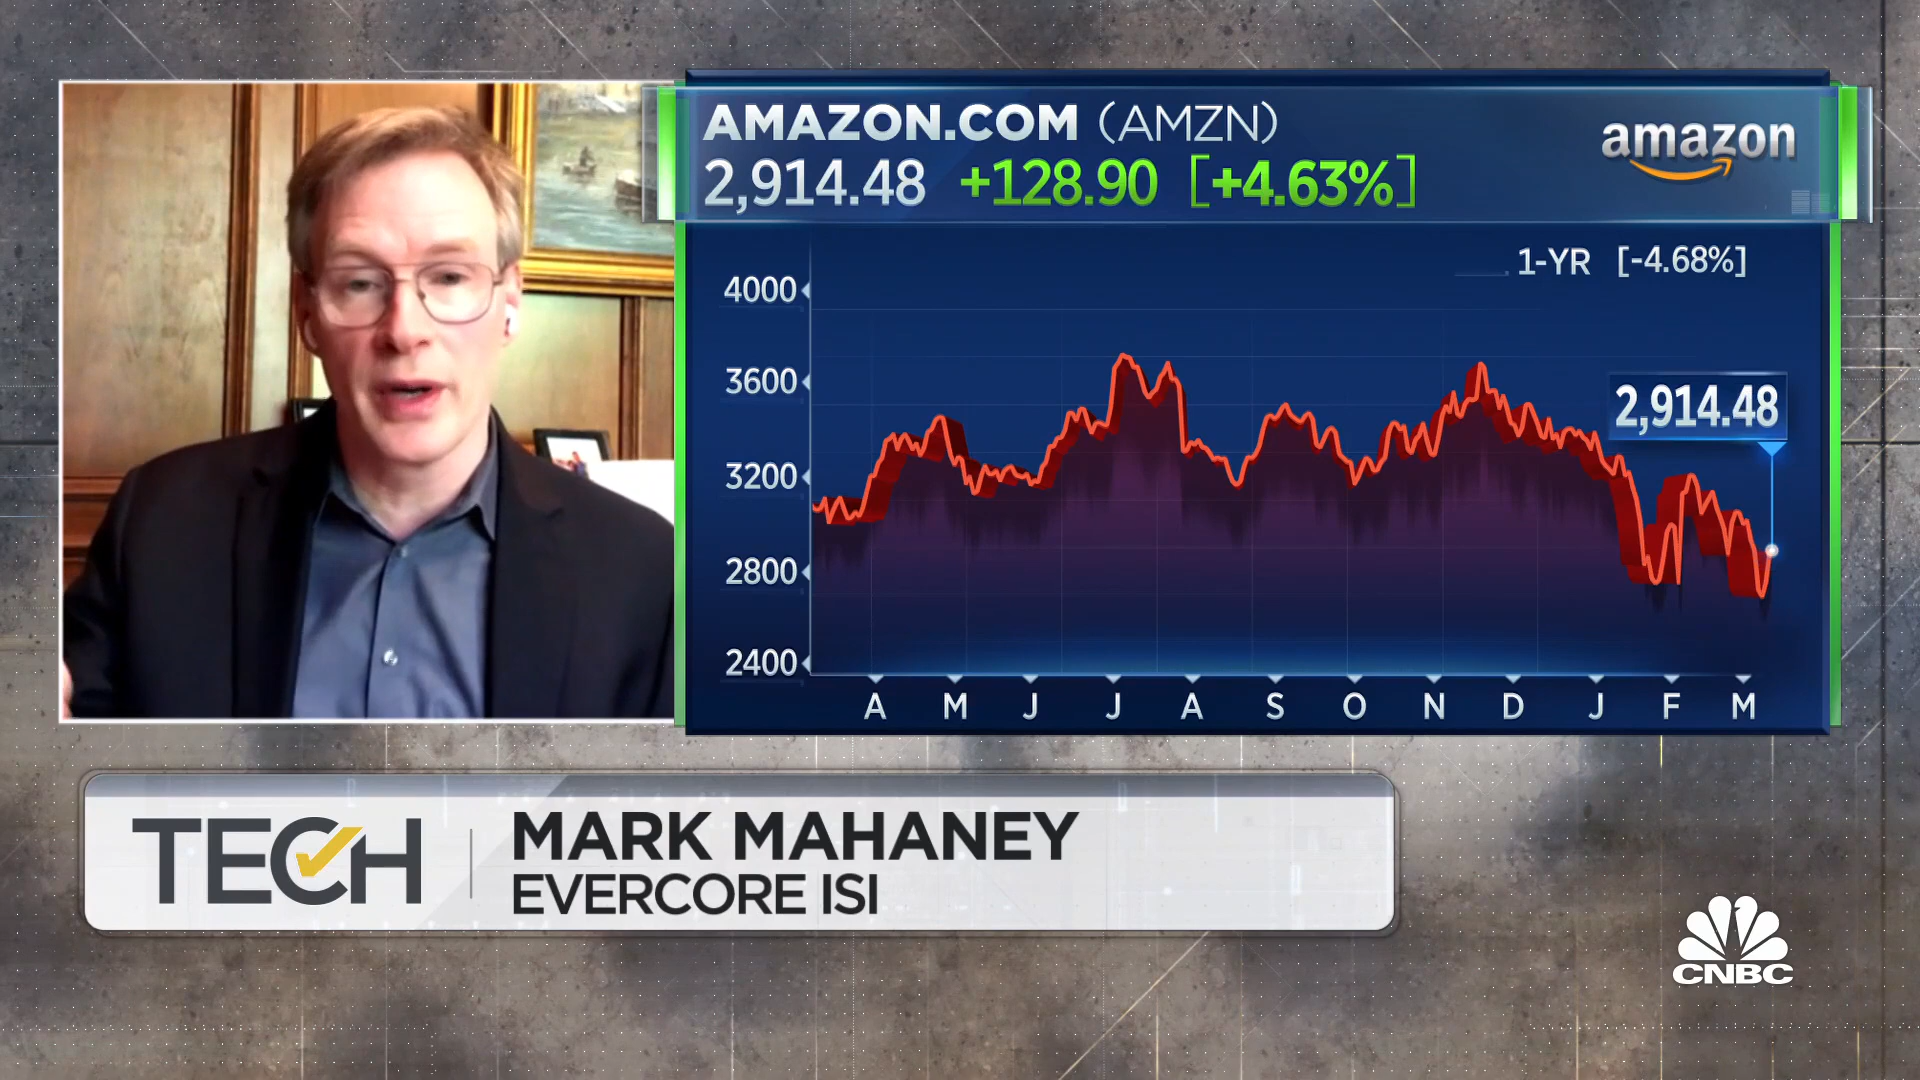 AMAZON.COM (AMZN)
2,914.48 +128.90 [+4.63%]
amazon
1-YR [-4.68%]
4000
3600
3200
2800
2400
2,914.48
A M J J A S O N D J F M
TECH
MARK MAHANEY
EVERCORE ISI
CNBC